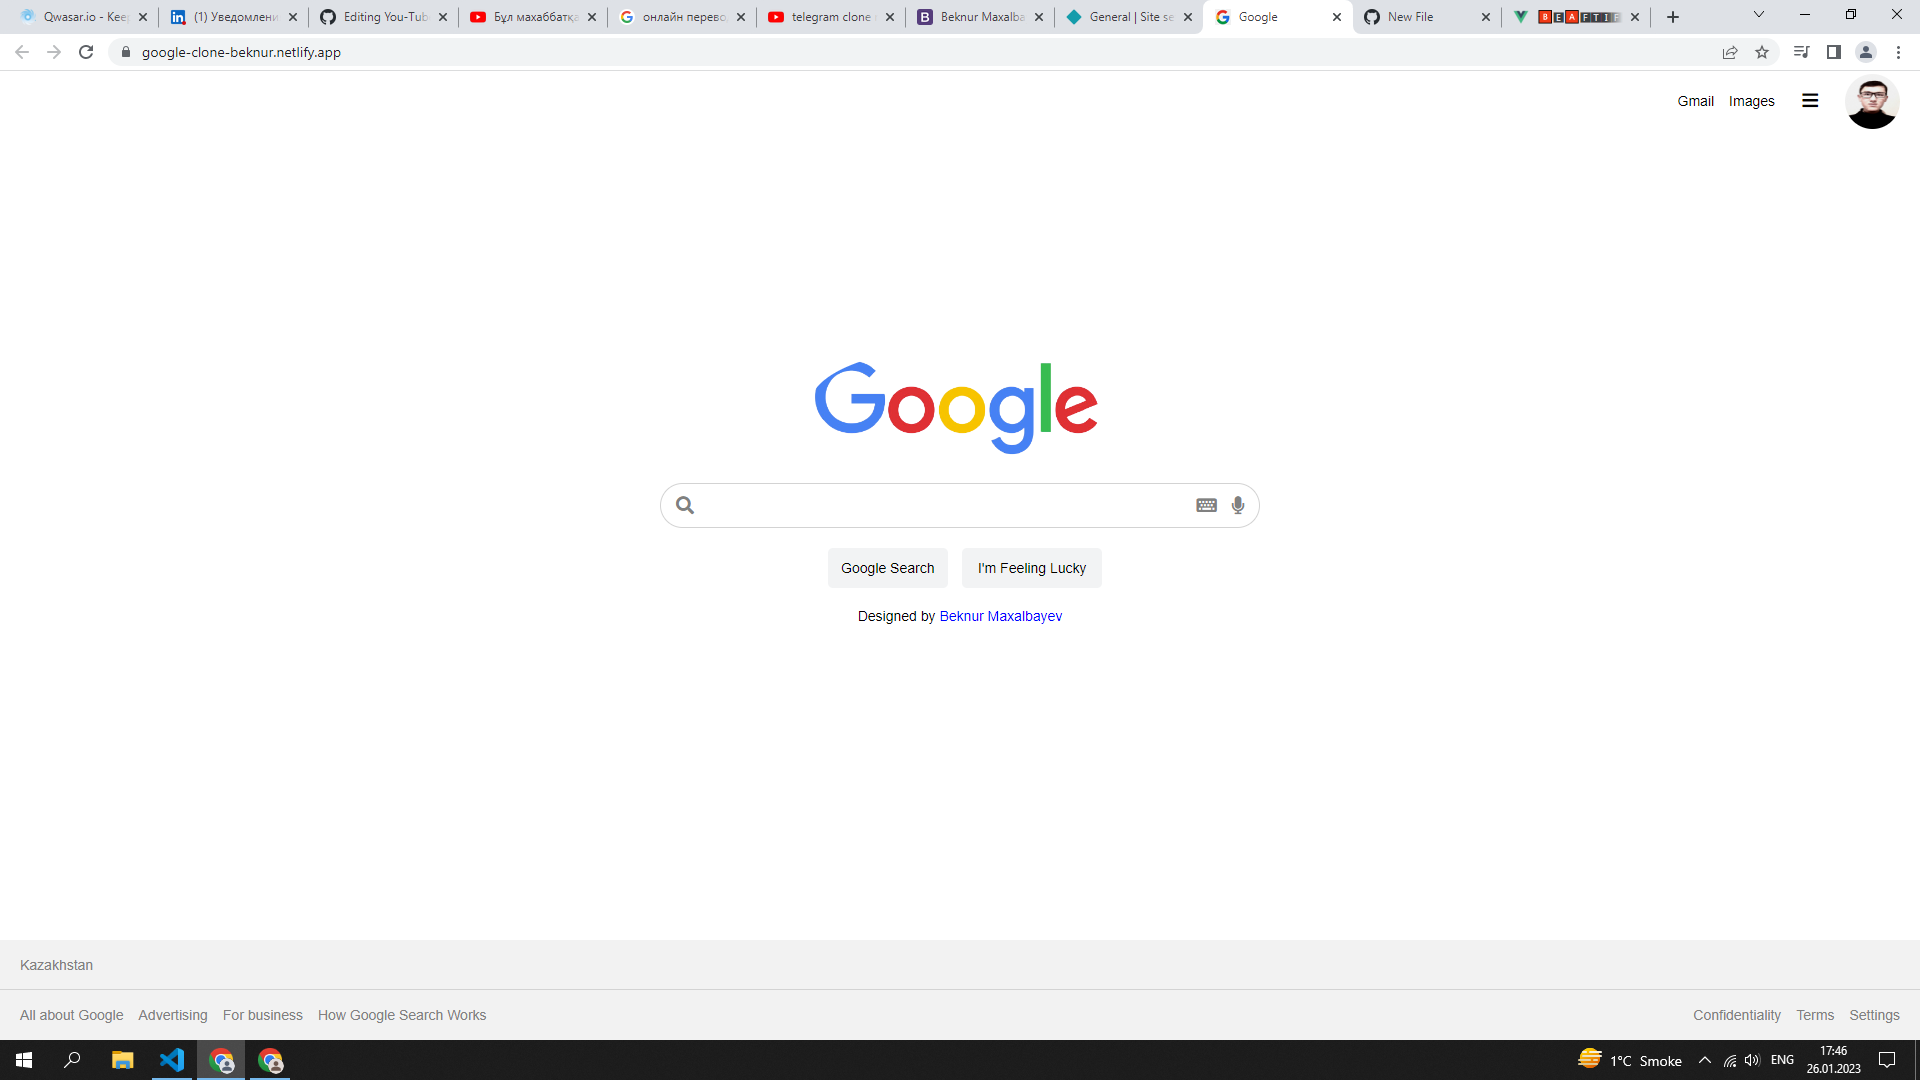 Qwasar.io - Keep
(1) Уведомлени
Editing You-Tub
Бұл махаббатқа
онлайн перево
telegram clone
Beknur Maxalba
General | Site se
Google
New File
B E A F T I F
google-clone-beknur.netlify.app
Gmail Images
Google
Google Search I'm Feeling Lucky
Designed by Beknur Maxalbayev
Kazakhstan
All about Google Advertising For business How Google Search Works Confidentiality Terms Settings
1°C Smoke ENG 17:46
26.01.2023